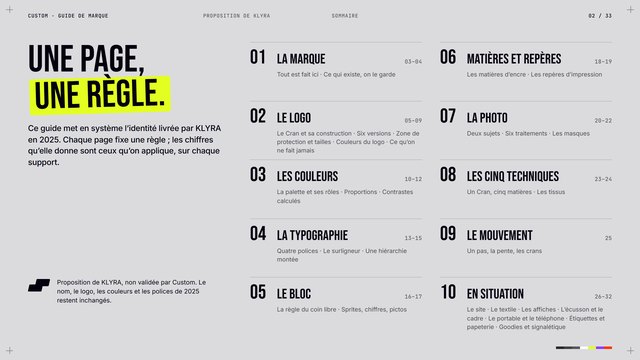 CUSTOM - GUIDE DE MARQUE
PROPOSITION DE KLYRA
SOMMAIRE
02 / 33
UNE PAGE,
UNE RÈGLE.
Ce guide met en système l'identité livrée par KLYRA
en 2025. Chaque page fixe une règle ; les chiffres
qu'elle donne sont ceux qu'on applique, sur chaque
support.
Proposition de KLYRA, non validée par Custom. Le
nom, le logo, les couleurs et les polices de 2025
restent inchangés.
01 LA MARQUE 03-04
Tout est fait ici · Ce qui existe, on le garde
02 LE LOGO 05-09
Le Cran et sa construction · Six versions · Zone de
protection et tailles · Couleurs du logo · Ce qu'on
ne fait jamais
03 LES COULEURS 10-12
La palette et ses rôles · Proportions · Contrastes
calculés
04 LA TYPOGRAPHIE 13-15
Quatre polices · Le surligneur · Une hiérarchie
montée
05 LE BLOC 16-17
La règle du coin libre · Sprites, chiffres, pictos
06 MATIÈRES ET REPÈRES 18-19
Les matières d'encre · Les repères d'impression
07 LA PHOTO 20-22
Deux sujets · Six traitements · Les masques
08 LES CINQ TECHNIQUES 23-24
Un Cran, cinq matières · Les tissus
09 LE MOUVEMENT 25
Un pas, la pente, les crans
10 EN SITUATION 26-32
Le site · Le textile · Les affiches · L'écusson et le
cadre · Le portable et le téléphone · Étiquettes et
papeterie · Goodies et signalétique